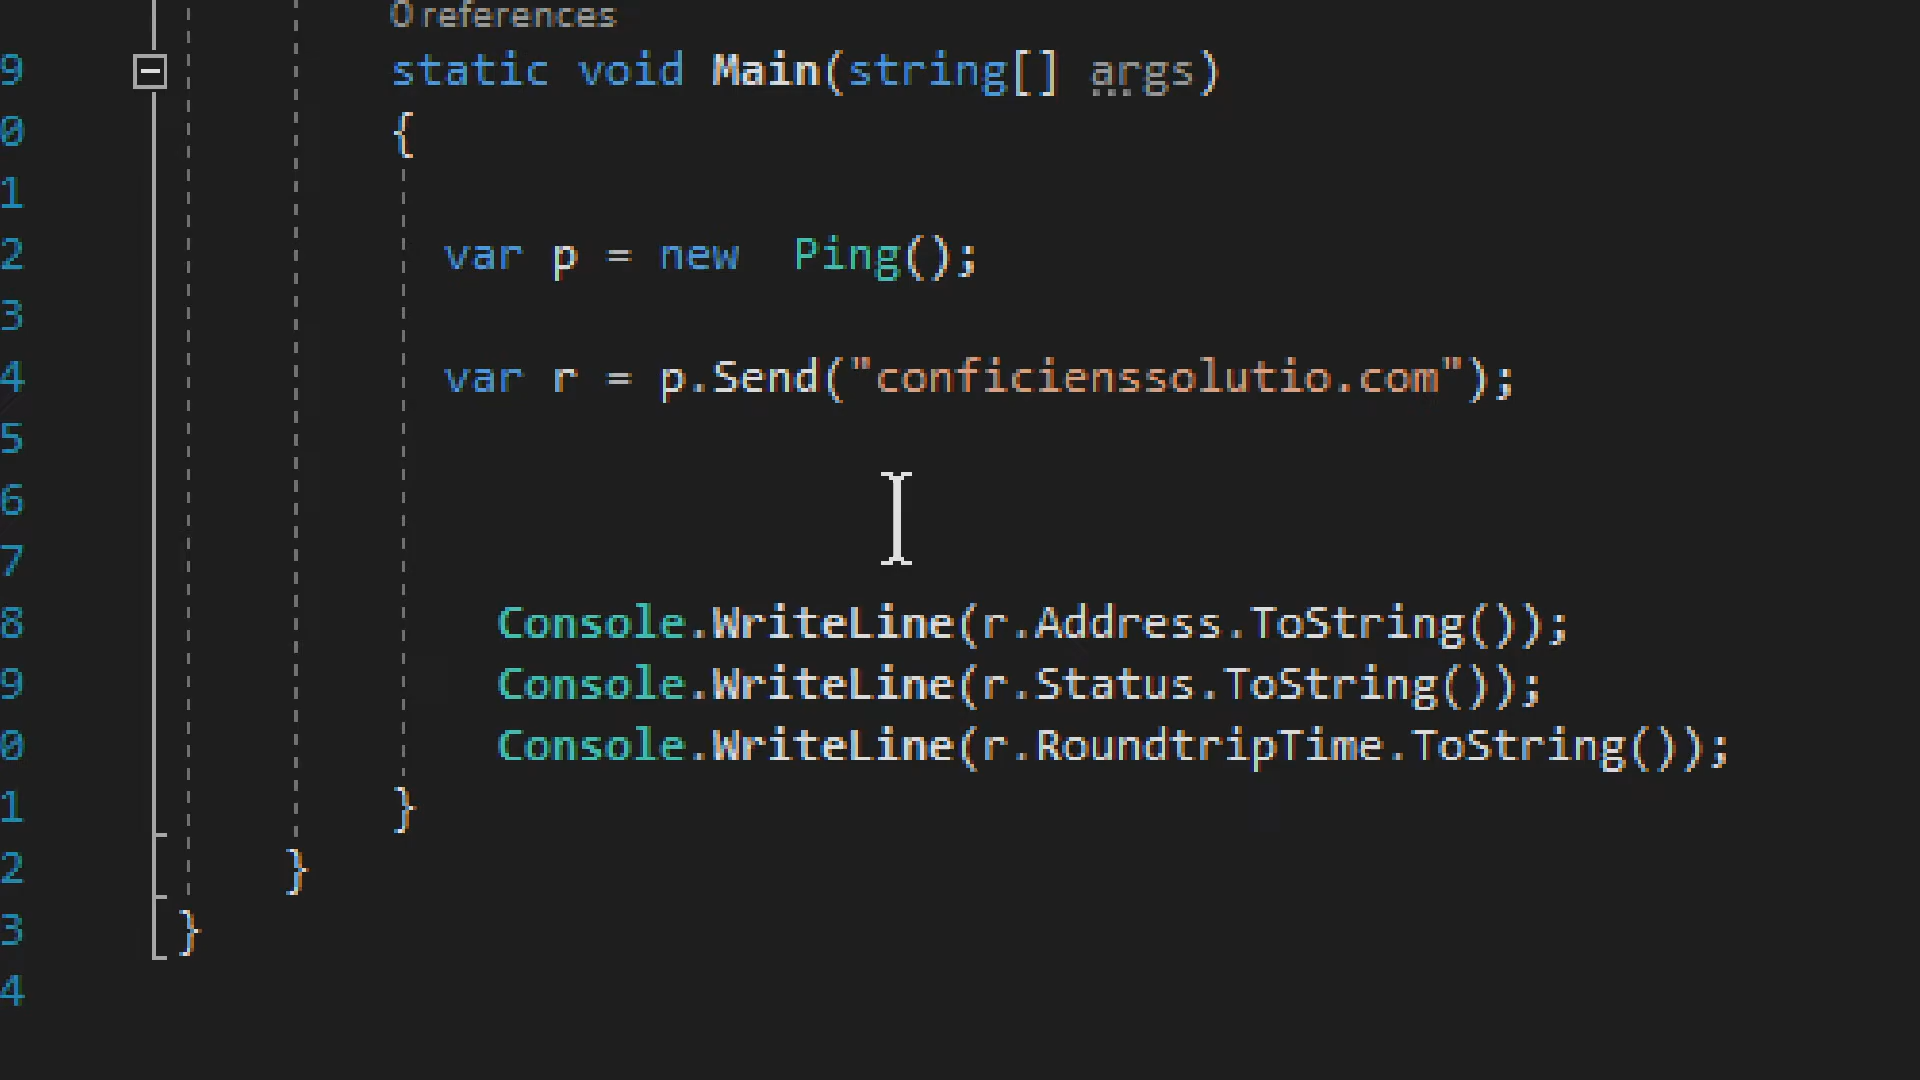 0 references
9 static void Main(string[] args)
0 {
1
2 var p = new  Ping();
3
4 var r = p.Send("conficienssolutio.com");
5
6
7
8 Console.WriteLine(r.Address.ToString());
9 Console.WriteLine(r.Status.ToString());
0 Console.WriteLine(r.RoundtripTime.ToString());
1 }
2 }
3 }
4